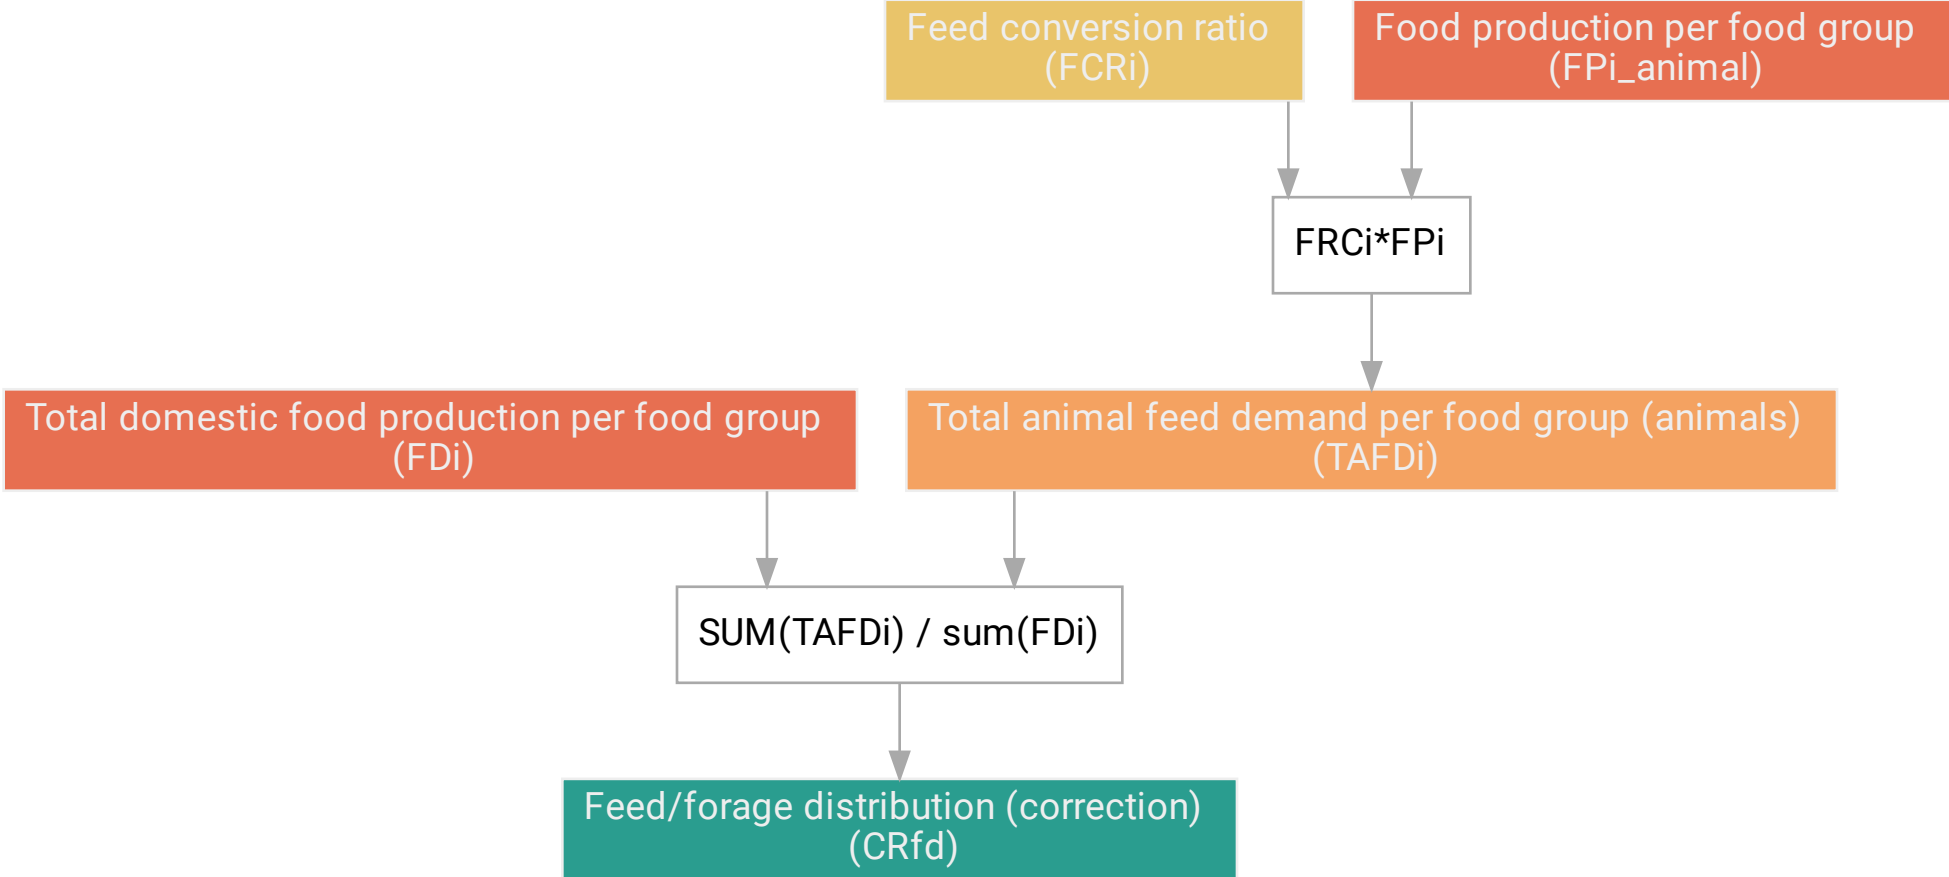 Feed conversion ratio
(FCRi)
Food production per food group
(FPi_animal)
FRCi*FPi
Total domestic food production per food group
(FDi)
Total animal feed demand per food group (animals)
(TAFDi)
SUM(TAFDi) / sum(FDi)
Feed/forage distribution (correction)
(CRfd)